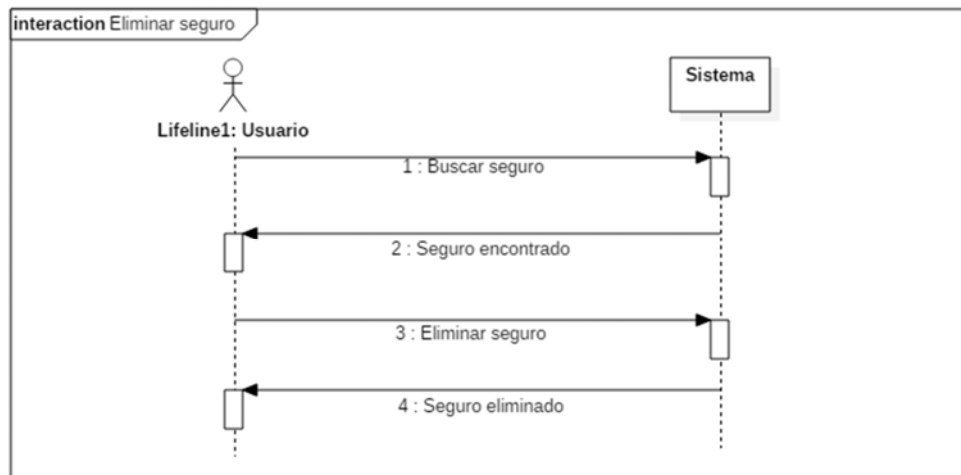 interaction Eliminar seguro
Sistema
Lifeline1: Usuario
1 : Buscar seguro
2 : Seguro encontrado
3 : Eliminar seguro
4 : Seguro eliminado